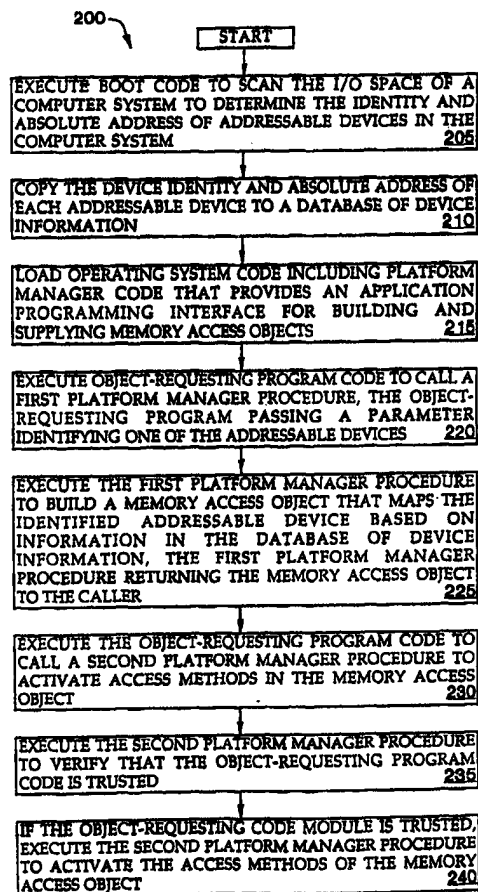 200
START
EXECUTE BOOT CODE TO SCAN THE I/O SPACE OF A
COMPUTER SYSTEM TO DETERMINE THE IDENTITY AND
ABSOLUTE ADDRESS OF ADDRESSABLE DEVICES IN THE
COMPUTER SYSTEM 205
COPY THE DEVICE IDENTITY AND ABSOLUTE ADDRESS OF
EACH ADDRESSABLE DEVICE TO A DATABASE OF DEVICE
INFORMATION 210
LOAD OPERATING SYSTEM CODE INCLUDING PLATFORM
MANAGER CODE THAT PROVIDES AN APPLICATION
PROGRAMMING INTERFACE FOR BUILDING AND
SUPPLYING MEMORY ACCESS OBJECTS 215
EXECUTE OBJECT-REQUESTING PROGRAM CODE TO CALL A
FIRST PLATFORM MANAGER PROCEDURE, THE OBJECT-
REQUESTING PROGRAM PASSING A PARAMETER
IDENTIFYING ONE OF THE ADDRESSABLE DEVICES 220
EXECUTE THE FIRST PLATFORM MANAGER PROCEDURE
TO BUILD A MEMORY ACCESS OBJECT THAT MAPS THE
IDENTIFIED ADDRESSABLE DEVICE BASED ON
INFORMATION IN THE DATABASE OF DEVICE
INFORMATION, THE FIRST PLATFORM MANAGER
PROCEDURE RETURNING THE MEMORY ACCESS OBJECT
TO THE CALLER 225
EXECUTE THE OBJECT-REQUESTING PROGRAM CODE TO
CALL A SECOND PLATFORM MANAGER PROCEDURE TO
ACTIVATE ACCESS METHODS IN THE MEMORY ACCESS
OBJECT 230
EXECUTE THE SECOND PLATFORM MANAGER PROCEDURE
TO VERIFY THAT THE OBJECT-REQUESTING PROGRAM
CODE IS TRUSTED 235
IF THE OBJECT-REQUESTING CODE MODULE IS TRUSTED,
EXECUTE THE SECOND PLATFORM MANAGER PROCEDURE
TO ACTIVATE THE ACCESS METHODS OF THE MEMORY
ACCESS OBJECT 240